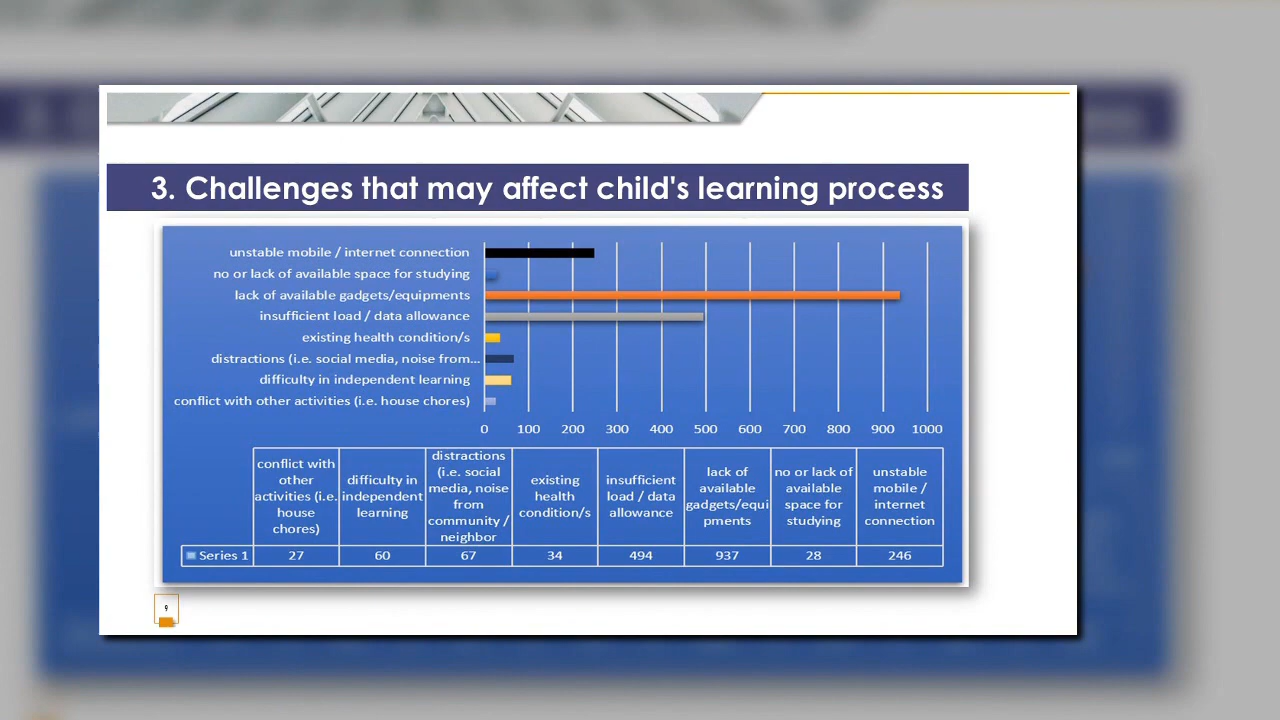 3. Challenges that may affect child's learning process
unstable mobile / internet connection
no or lack of available space for studying
lack of available gadgets/equipments
insufficient load / data allowance
existing health condition/s
distractions (i.e. social media, noise from...
difficulty in independent learning
conflict with other activities (i.e. house chores)
0 100 200 300 400 500 600 700 800 900 1000
conflict with
other
activities (i.e.
house
chores)
difficulty in
independent
learning
distractions
(i.e. social
media, noise
from
community /
neighbor
existing
health
condition/s
insufficient
load / data
allowance
lack of
available
gadgets/equi
pments
no or lack of
available
space for
studying
unstable
mobile /
internet
connection
Series 1 27 60 67 34 494 937 28 246
9